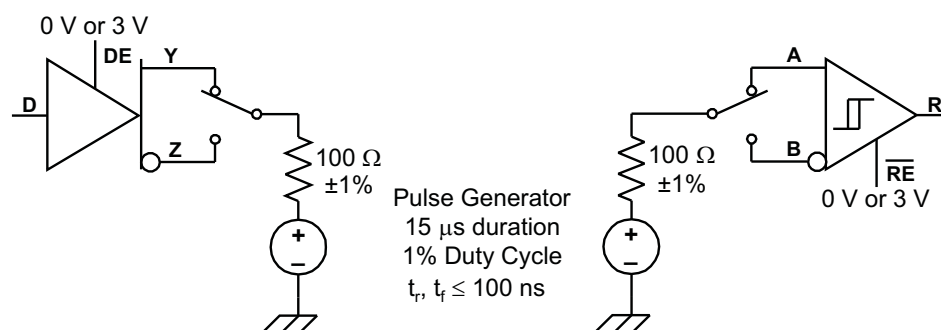 0 V or 3 V
DE
Y
D
Z
100 Ω
±1%
+
–
Pulse Generator
15 μs duration
1% Duty Cycle
tr, tf ≤ 100 ns
A
B
R
100 Ω
±1%
+
–
RE
0 V or 3 V